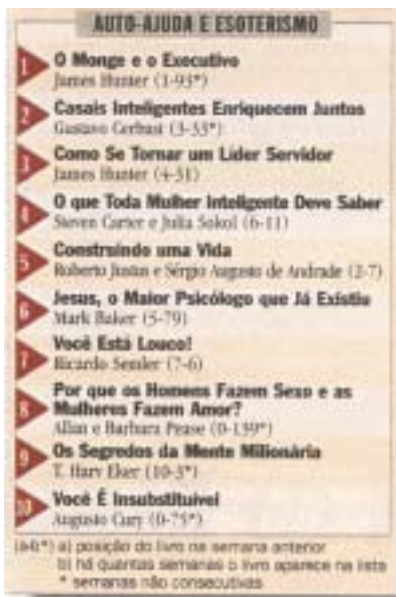 AUTO-AJUDA E ESOTERISMO
1
O Monge e o Executivo
James Hunter (1-93*)
2
Casais Inteligentes Enriquecem Juntos
Gustavo Cerbasi (3-33*)
3
Como Se Tornar um Líder Servidor
James Hunter (4-31)
4
O que Toda Mulher Inteligente Deve Saber
Steven Carter e Julia Sokol (6-11)
5
Construindo uma Vida
Roberto Justus e Sérgio Augusto de Andrade (2-7)
6
Jesus, o Maior Psicólogo que Já Existiu
Mark Baker (5-79)
7
Você Está Louco!
Ricardo Semler (7-6)
8
Por que os Homens Fazem Sexo e as
Mulheres Fazem Amor?
Allan e Barbara Pease (0-139*)
9
Os Segredos da Mente Milionária
T. Harv Eker (10-3*)
10
Você É Insubstituível
Augusto Cury (0-75*)
a) posição do livro na semana anterior
b) há quantas semanas o livro aparece na lista
* semanas não consecutivas